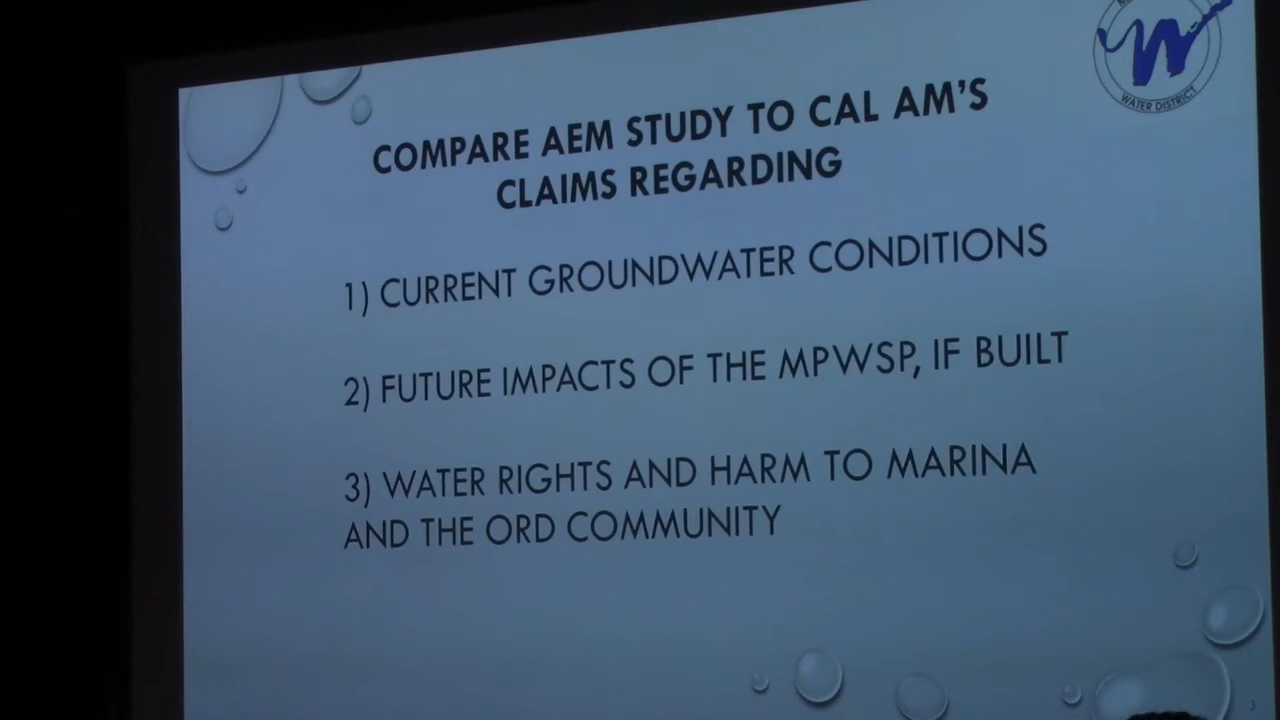 COMPARE AEM STUDY TO CAL AM'S
CLAIMS REGARDING
1) CURRENT GROUNDWATER CONDITIONS
2) FUTURE IMPACTS OF THE MPWSP, IF BUILT
3) WATER RIGHTS AND HARM TO MARINA
AND THE ORD COMMUNITY
WATER DISTRICT
3